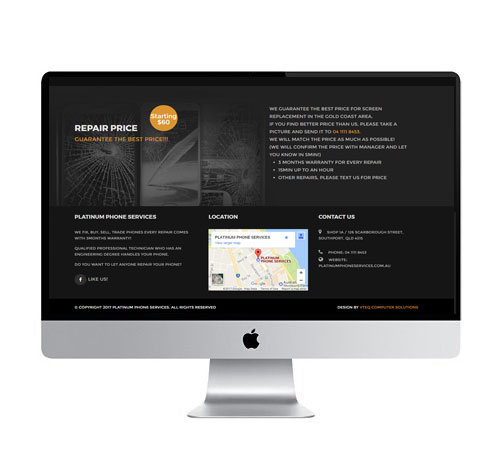 REPAIR PRICE
GUARANTEE THE BEST PRICE!!!
Starting
$60
WE GUARANTEE THE BEST PRICE FOR SCREEN
REPLACEMENT IN THE GOLD COAST AREA.
IF YOU FIND BETTER PRICE THAN US, PLEASE TAKE A
PICTURE AND SEND IT TO 04 1711 8453.
WE WILL MATCH THE PRICE AS MUCH AS POSSIBLE!
(WE WILL CONFIRM THE PRICE WITH MANAGER AND LET
YOU KNOW IN 5MIN!)
• 3 MONTHS WARRANTY FOR EVERY REPAIR
• 15MIN UP TO AN HOUR
• OTHER REPAIRS, PLEASE TEXT US FOR PRICE
PLATINUM PHONE SERVICES
WE FIX, BUY, SELL, TRADE PHONES EVERY REPAIR COMES
WITH 3MONTHS WARRANTY!
QUALIFIED PROFESSIONAL TECHNICIAN WHO HAS AN
ENGINEERING DEGREE HANDLES YOUR PHONE.
DO YOU WANT TO LET ANYONE REPAIR YOUR PHONE?
f LIKE US!
LOCATION
PLATINUM PHONE SERVICES
View larger map
PLATINUM
PHONE SERVICES
Google
CONTACT US
SHOP 1A / 126 SCARBOROUGH STREET,
SOUTHPORT, QLD 4215
PHONE: 04 1711 8453
WEBSITE:
PLATINUMPHONESERVICES.COM.AU
© COPYRIGHT 2017 PLATINUM PHONE SERVICES. ALL RIGHTS RESERVED
DESIGN BY STEQ COMPUTER SOLUTIONS